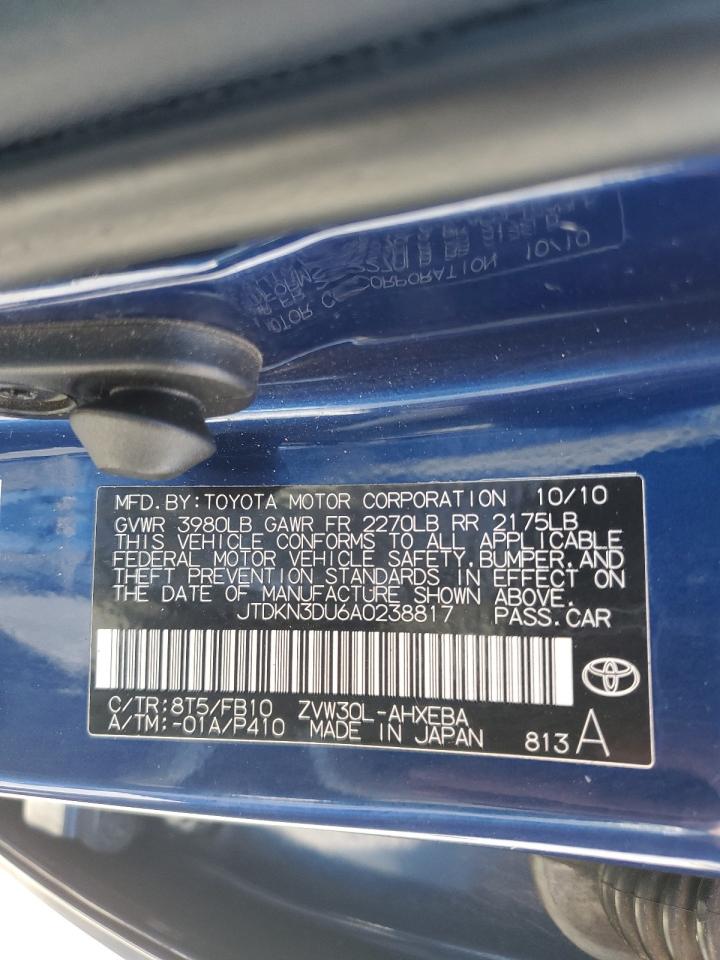 MFD.BY:TOYOTA MOTOR CORPORATION 10/10
GVWR 3980LB GAWR FR 2270LB RR 2175LB
THIS VEHICLE CONFORMS TO ALL APPLICABLE
FEDERAL MOTOR VEHICLE SAFETY,BUMPER,AND
THEFT PREVENTION STANDARDS IN EFFECT ON
THE DATE OF MANUFACTURE SHOWN ABOVE.
JTDKN3DU6A0238817 PASS.CAR
C/TR:8T5/FB10 ZVW30L-AHXEBA
A/TM:-01A/P410 MADE IN JAPAN 813A